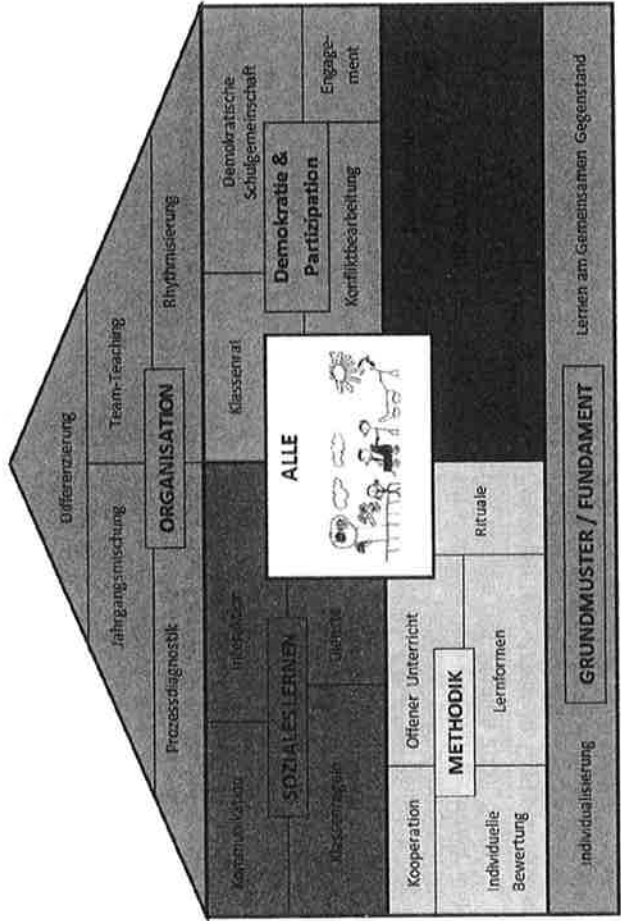 Differenzierung
Jahrgangsmischung
Team-Teaching
Prozessdiagnostik
ORGANISATION
Rhythmisierung
Kommunikation
Interaktion
SOZIALES LERNEN
Klassenregeln
Dienste
Klassenrat
Demokratische
Schulgemeinschaft
Demokratie &
Partizipation
Konfliktbearbeitung
Engage-
ment
ALLE
Kooperation
Offener Unterricht
METHODIK
Individuelle
Bewertung
Lernformen
Rituale
Individualisierung
GRUNDMUSTER / FUNDAMENT
Lernen am Gemeinsamen Gegenstand